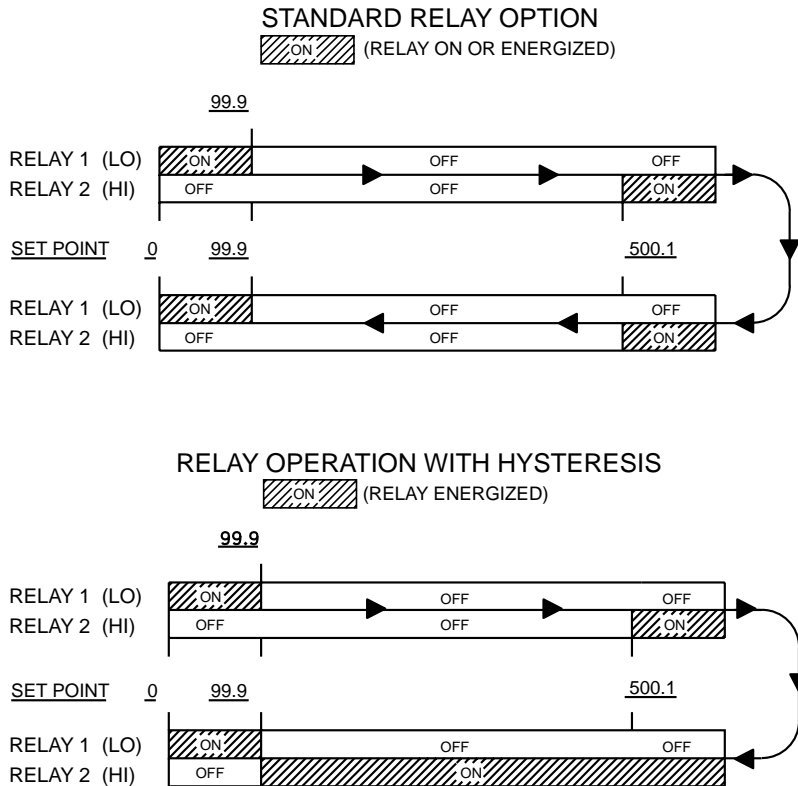 STANDARD RELAY OPTION
ON (RELAY ON OR ENERGIZED)
99.9
RELAY 1 (LO) ON OFF OFF
RELAY 2 (HI) OFF OFF ON
SET POINT 0 99.9 500.1
RELAY 1 (LO) ON OFF OFF
RELAY 2 (HI) OFF OFF ON
RELAY OPERATION WITH HYSTERESIS
ON (RELAY ENERGIZED)
99.9
RELAY 1 (LO) ON OFF OFF
RELAY 2 (HI) OFF OFF ON
SET POINT 0 99.9 500.1
RELAY 1 (LO) ON OFF OFF
RELAY 2 (HI) OFF ON